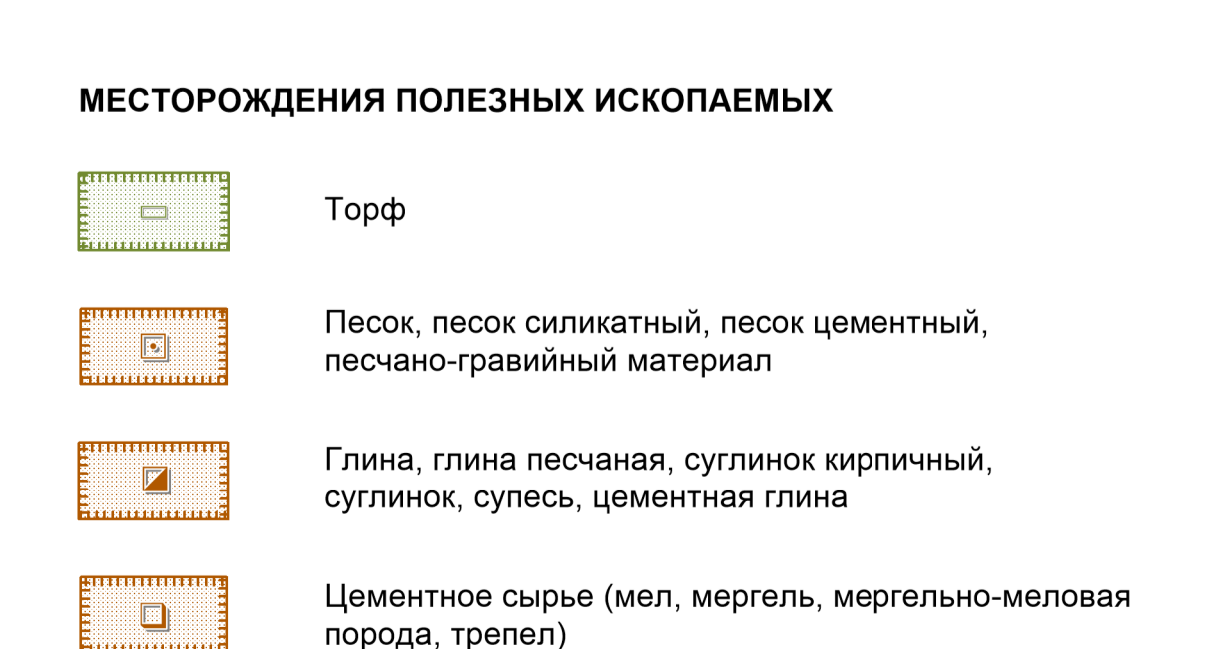 МЕСТОРОЖДЕНИЯ ПОЛЕЗНЫХ ИСКОПАЕМЫХ
Торф
Песок, песок силикатный, песок цементный,
песчано-гравийный материал
Глина, глина песчаная, суглинок кирпичный,
суглинок, супесь, цементная глина
Цементное сырье (мел, мергель, мергельно-меловая
порода, трепел)